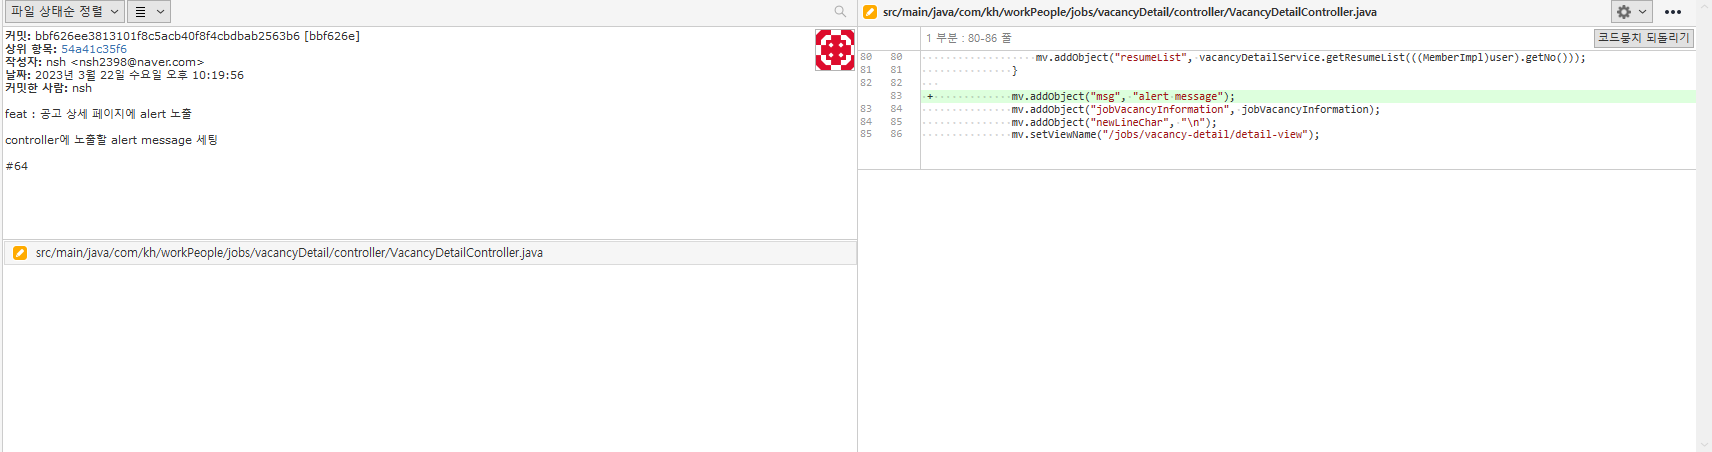 파일 상태순 정렬
커밋: bbf626ee3813101f8c5acb40f8f4cbdbab2563b6 [bbf626e]
상위 항목: 54a41c35f6
작성자: nsh <nsh2398@naver.com>
날짜: 2023년 3월 22일 수요일 오후 10:19:56
커밋한 사람: nsh
feat : 공고 상세 페이지에 alert 노출
controller에 노출할 alert message 세팅
#64
src/main/java/com/kh/workPeople/jobs/vacancyDetail/controller/VacancyDetailController.java
src/main/java/com/kh/workPeople/jobs/vacancyDetail/controller/VacancyDetailController.java
1 부분 : 80-86 줄
코드뭉치 되돌리기
80 80 mv.addObject("resumeList", vacancyDetailService.getResumeList(((MemberImpl)user).getNo()));
81 81 }
82 82
83 + mv.addObject("msg", "alert message");
83 84 mv.addObject("jobVacancyInformation", jobVacancyInformation);
84 85 mv.addObject("newLineChar", "\n");
85 86 mv.setViewName("/jobs/vacancy-detail/detail-view");